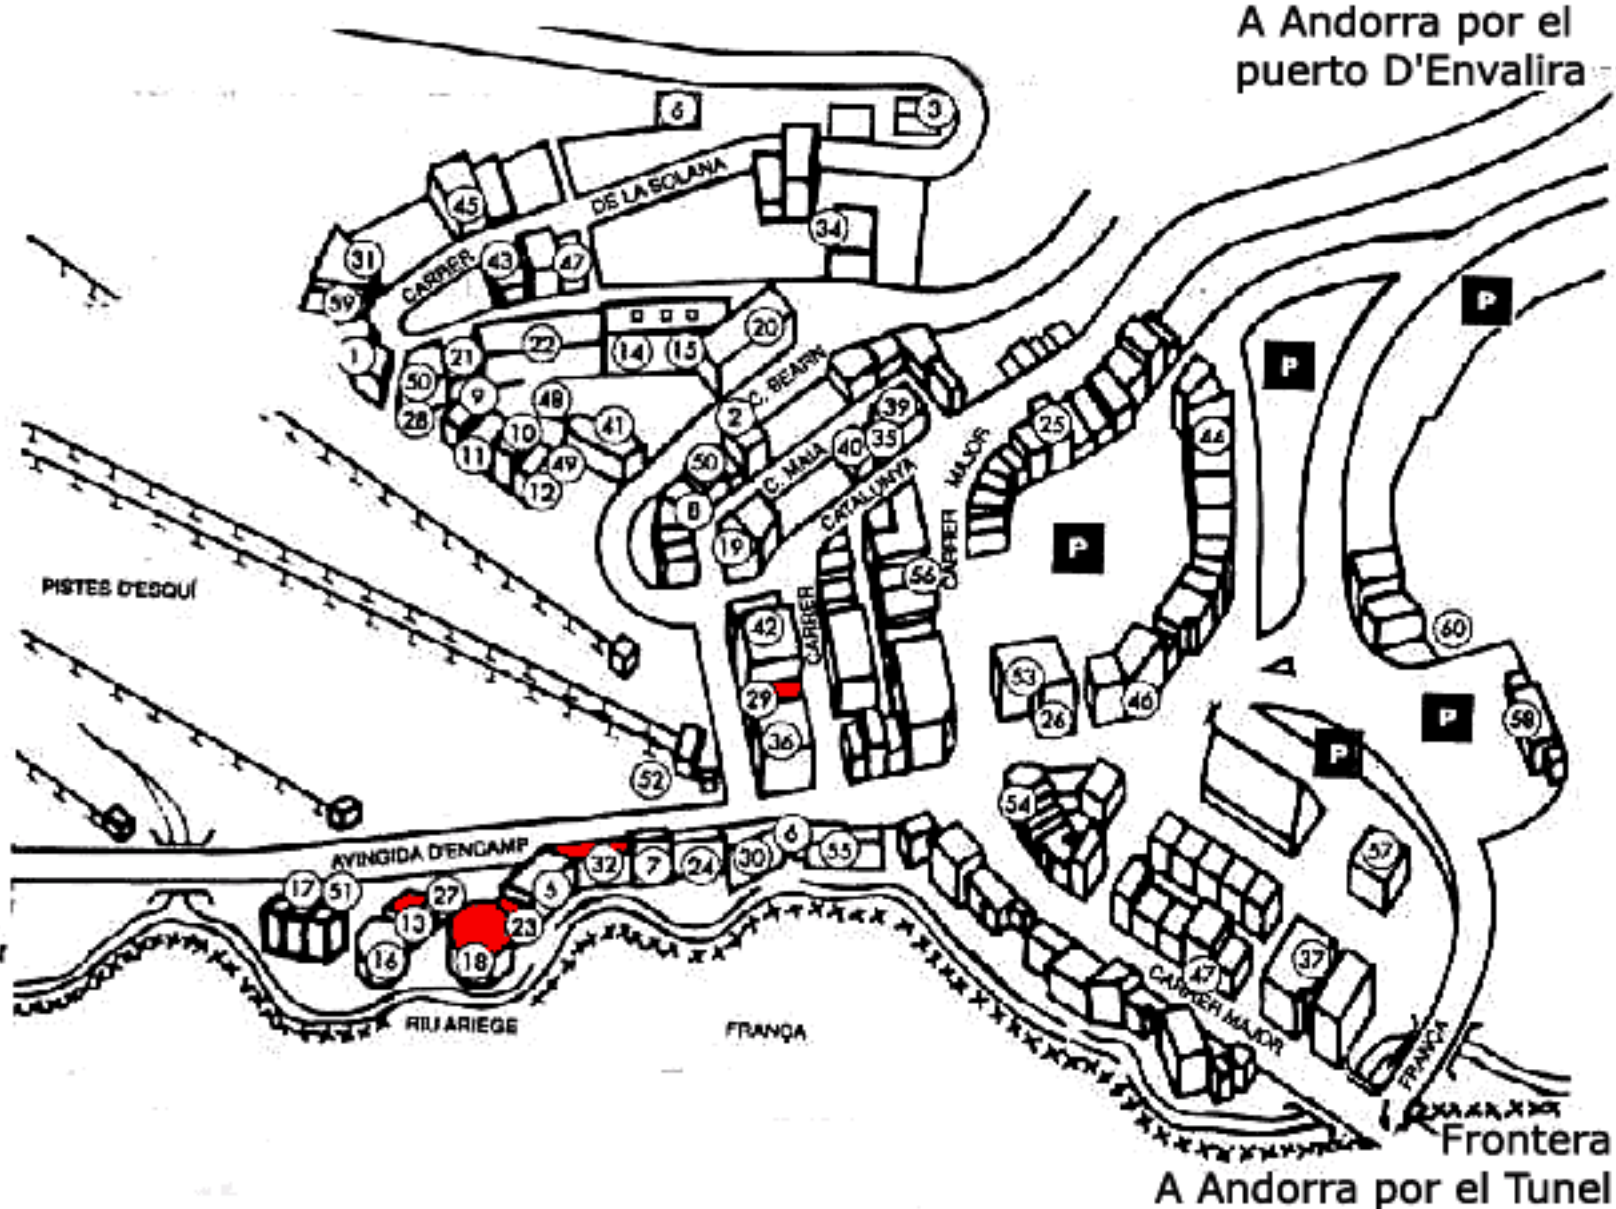 A Andorra por el
puerto D'Envalira
6
3
45
DE LA SOLANA
34
31
CARRER
43
47
59
P
20
1
21
22
14
15
P
50
9
C. BEARN
28
48
2
39
10
41
40
35
25
44
11
49
50
C. MAIA
MAJOR
12
8
CATALUNYA
19
CARRER
P
56
PISTES D'ESQUÍ
42
CARRER
60
53
29
26
46
P
58
36
P
52
54
6
AVINGIDA D'ENCAMP
32
7
24
30
55
57
17
51
27
5
13
23
16
18
37
47
CARRER MAJOR
RIU ARIEGE
FRANÇA
FRANÇA
Frontera
A Andorra por el Tunel